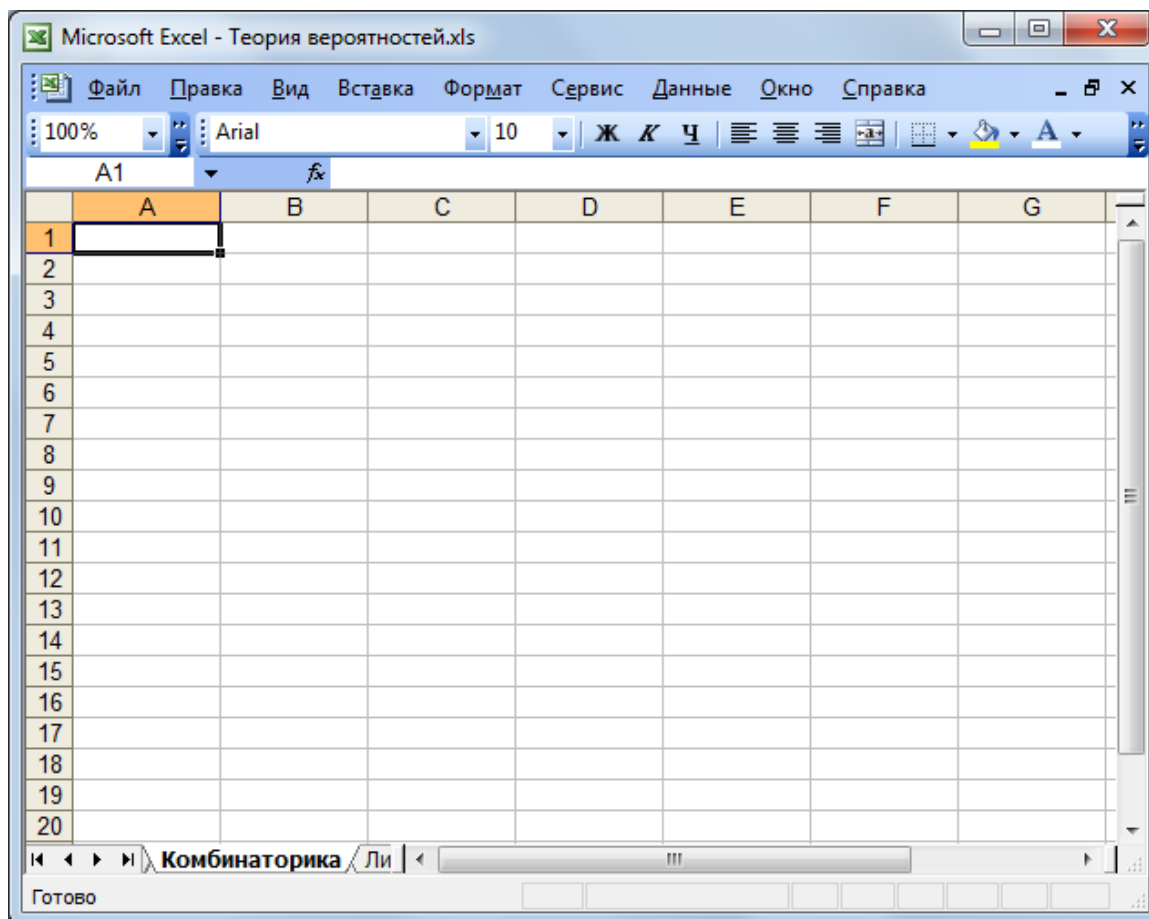 Microsoft Excel - Теория вероятностей.xls
Файл Правка Вид Вставка Формат Сервис Данные Окно Справка
100% Arial 10 Ж К Ч A
A1 fx
A B C D E F G
1
2
3
4
5
6
7
8
9
10
11
12
13
14
15
16
17
18
19
20
Комбинаторика Ли
Готово